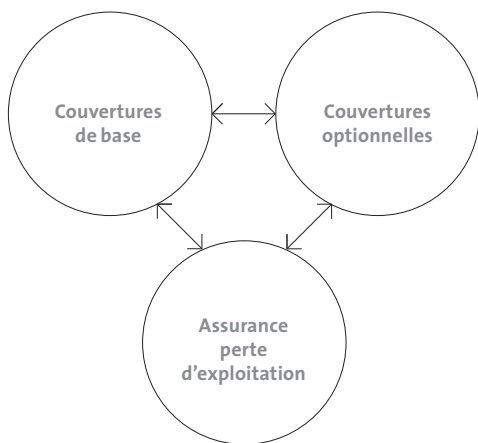 Couvertures
de base
Couvertures
optionnelles
Assurance
perte
d'exploitation